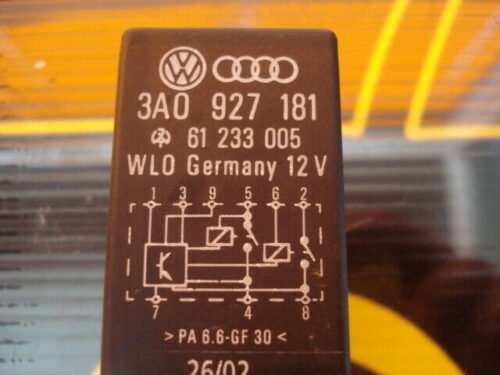 3A0 927 181
61 233 005
WLO Germany 12 V
1 3 9 5 6 2
7 4 8
> PA 6.6-GF 30 <
26/02